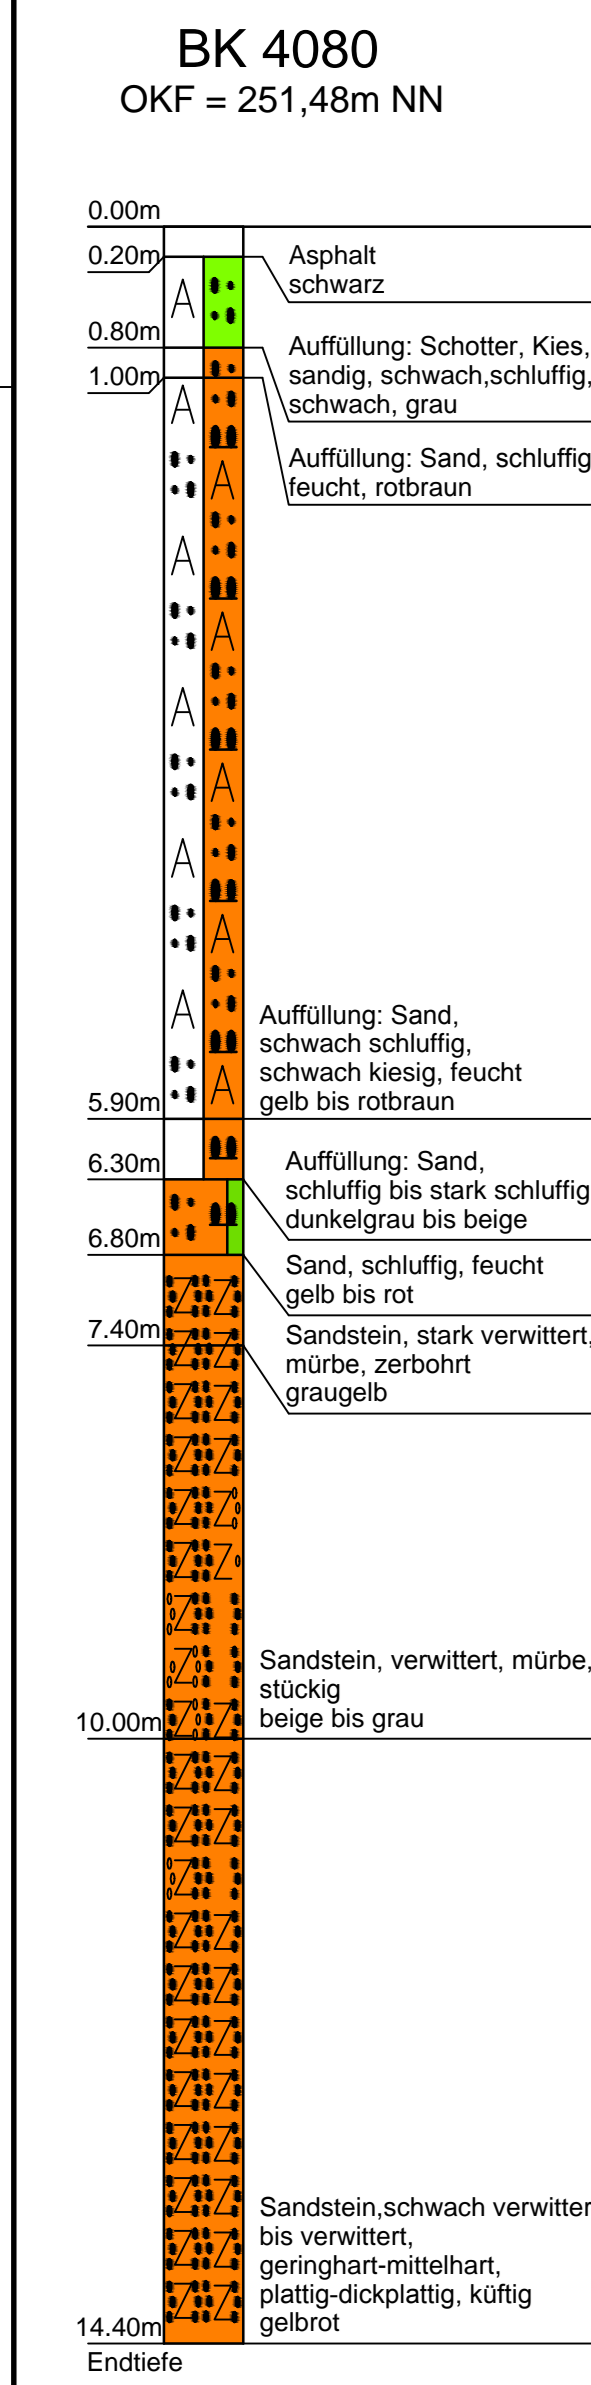 BK 4080
OKF = 251,48m NN
0.00m
0.20m
Asphalt
schwarz
0.80m
Auffüllung: Schotter, Kies,
sandig, schwach,schluffig,
schwach, grau
1.00m
Auffüllung: Sand, schluffig
feucht, rotbraun
A
A
A
A
A
A
A
A
A
A
Auffüllung: Sand,
schwach schluffig,
schwach kiesig, feucht
gelb bis rotbraun
A
5.90m
Auffüllung: Sand,
schluffig bis stark schluffig
dunkelgrau bis beige
6.30m
6.80m
Sand, schluffig, feucht
gelb bis rot
7.40m
Sandstein, stark verwittert,
mürbe, zerbohrt
graugelb
Sandstein, verwittert, mürbe,
stückig
beige bis grau
10.00m
Sandstein,schwach verwitter
bis verwittert,
geringhart-mittelhart,
plattig-dickplattig, küftig
gelbrot
14.40m
Endtiefe